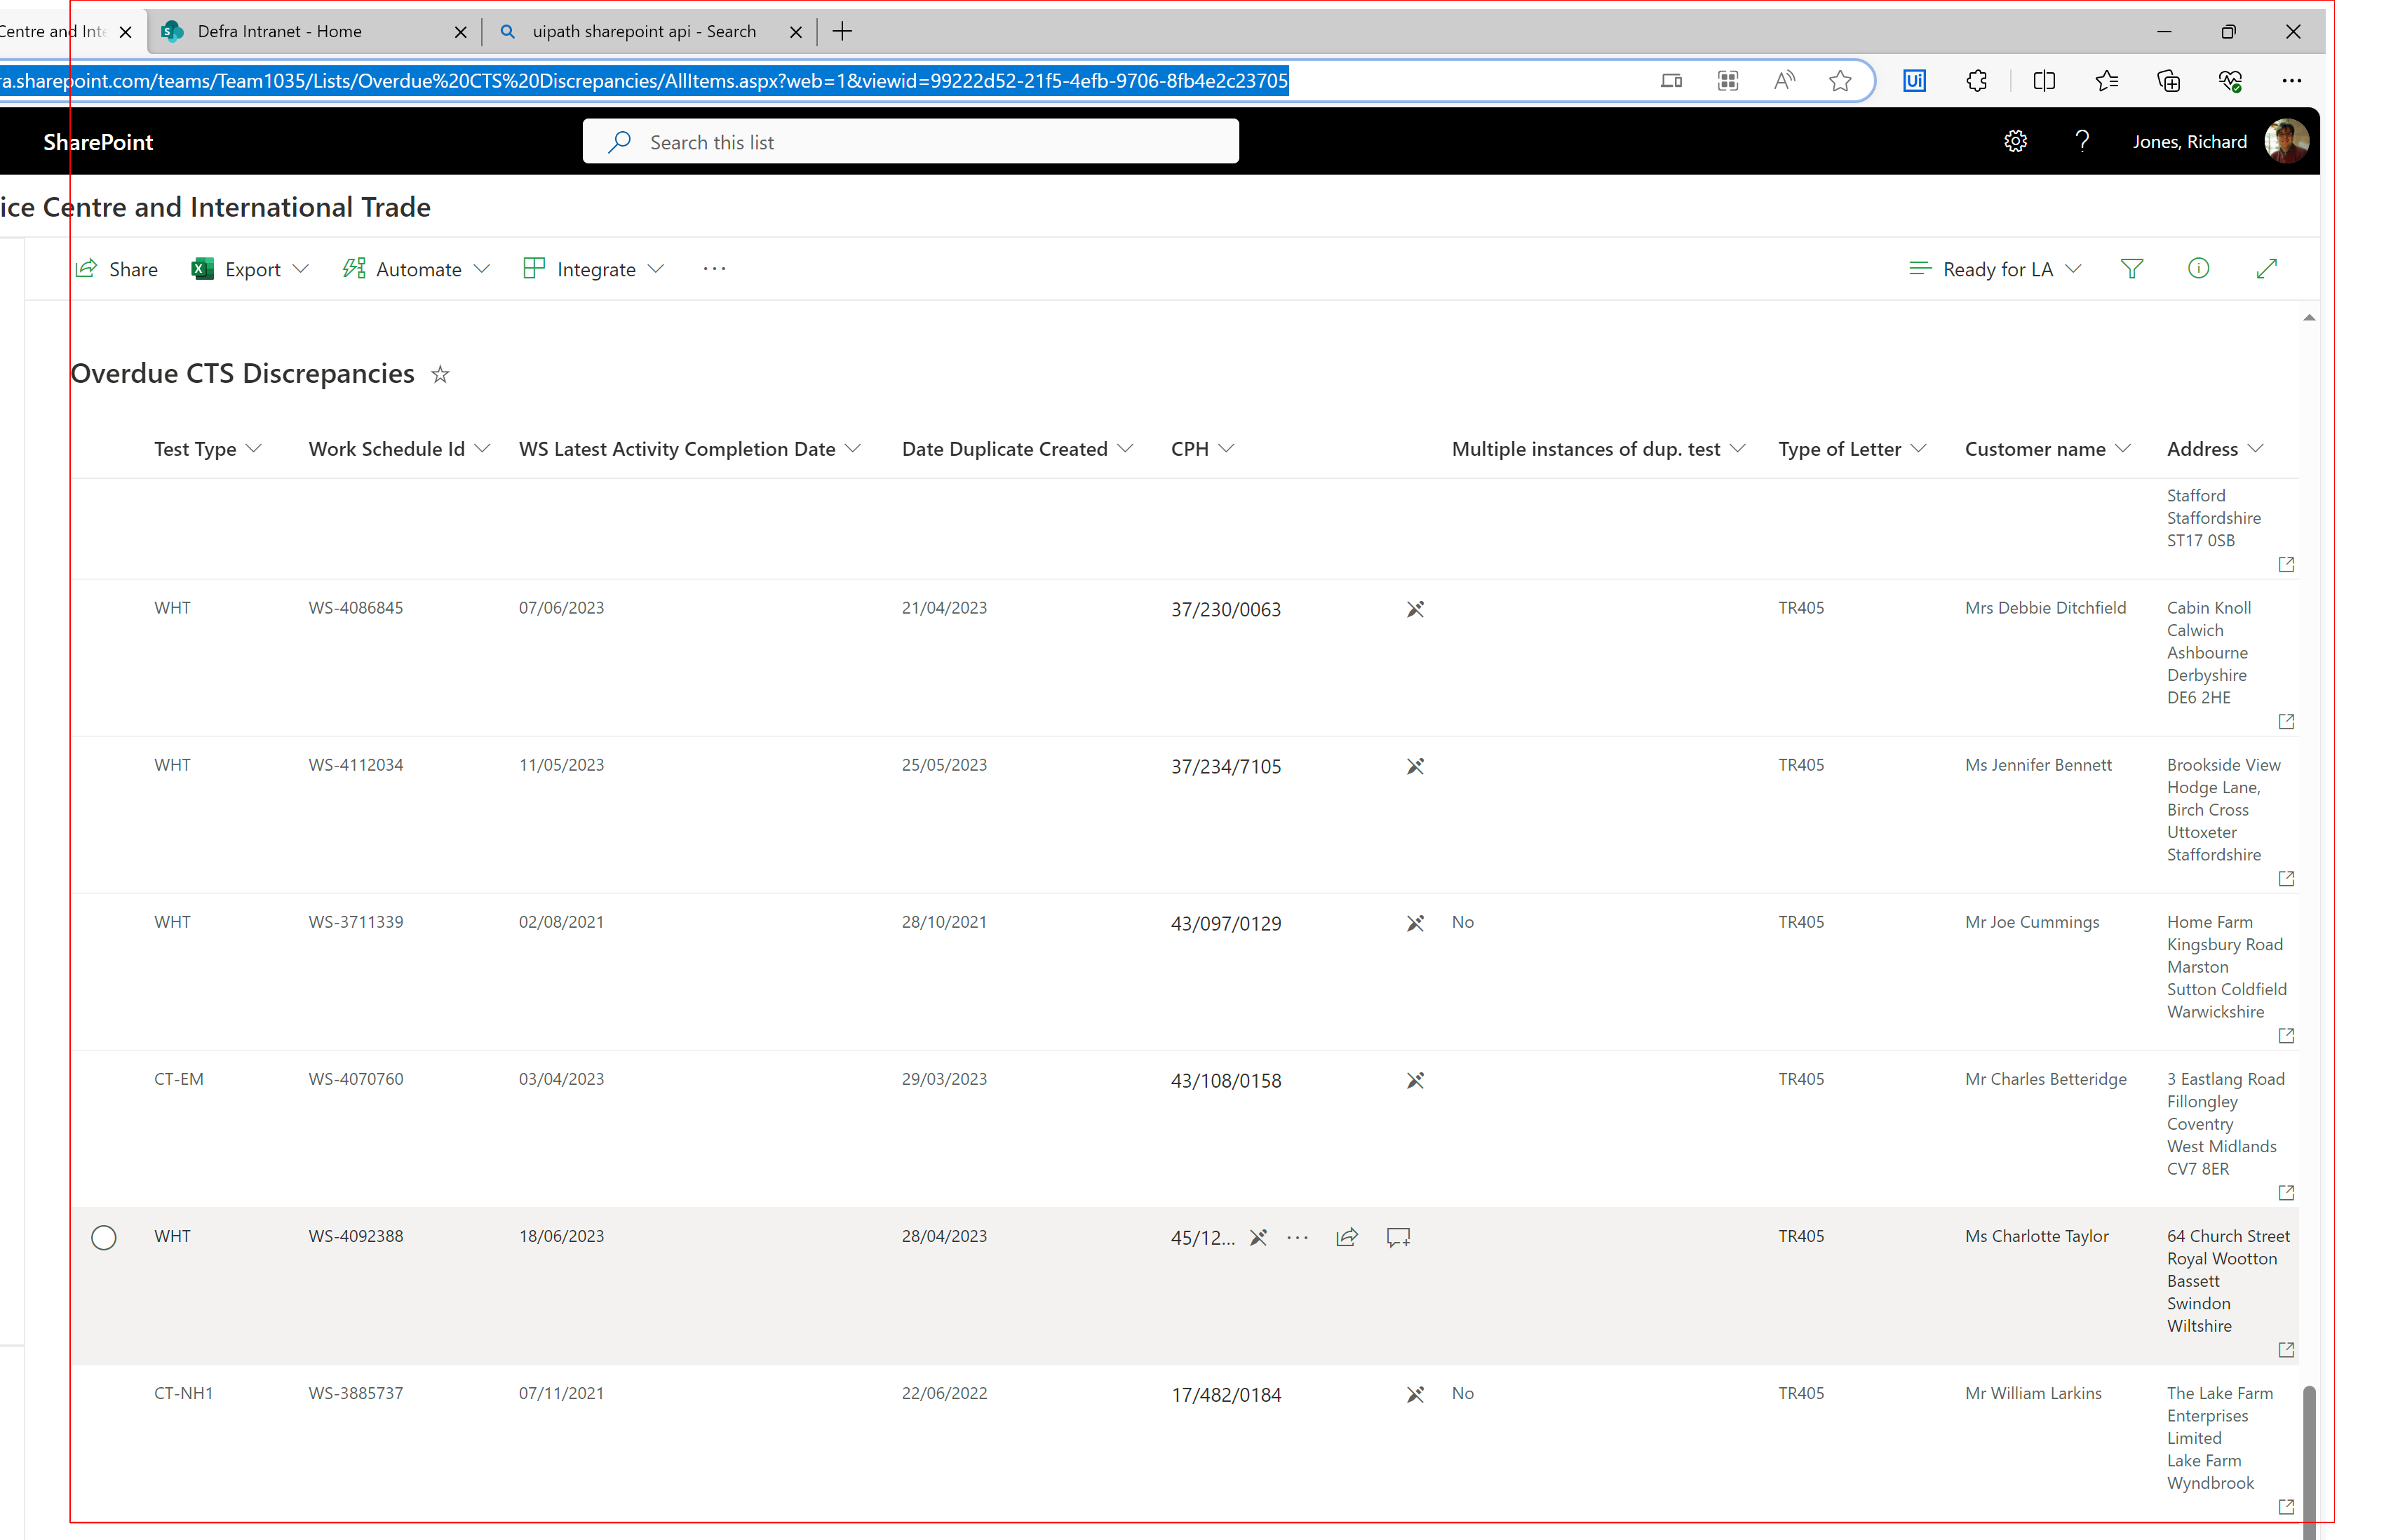 Centre and Inte
Defra Intranet - Home
uipath sharepoint api - Search
ra.sharepoint.com/teams/Team1035/Lists/Overdue%20CTS%20Discrepancies/AllItems.aspx?web=1&viewid=99222d52-21f5-4efb-9706-8fb4e2c23705
SharePoint
Search this list
Jones, Richard
ice Centre and International Trade
Share Export Automate Integrate ... Ready for LA
Overdue CTS Discrepancies
Test Type Work Schedule Id WS Latest Activity Completion Date Date Duplicate Created CPH Multiple instances of dup. test Type of Letter Customer name Address
Stafford
Staffordshire
ST17 0SB
WHT WS-4086845 07/06/2023 21/04/2023 37/230/0063 TR405 Mrs Debbie Ditchfield Cabin Knoll
Calwich
Ashbourne
Derbyshire
DE6 2HE
WHT WS-4112034 11/05/2023 25/05/2023 37/234/7105 TR405 Ms Jennifer Bennett Brookside View
Hodge Lane,
Birch Cross
Uttoxeter
Staffordshire
WHT WS-3711339 02/08/2021 28/10/2021 43/097/0129 No TR405 Mr Joe Cummings Home Farm
Kingsbury Road
Marston
Sutton Coldfield
Warwickshire
CT-EM WS-4070760 03/04/2023 29/03/2023 43/108/0158 TR405 Mr Charles Betteridge 3 Eastlang Road
Fillongley
Coventry
West Midlands
CV7 8ER
WHT WS-4092388 18/06/2023 28/04/2023 45/12... TR405 Ms Charlotte Taylor 64 Church Street
Royal Wootton
Bassett
Swindon
Wiltshire
CT-NH1 WS-3885737 07/11/2021 22/06/2022 17/482/0184 No TR405 Mr William Larkins The Lake Farm
Enterprises
Limited
Lake Farm
Wyndbrook